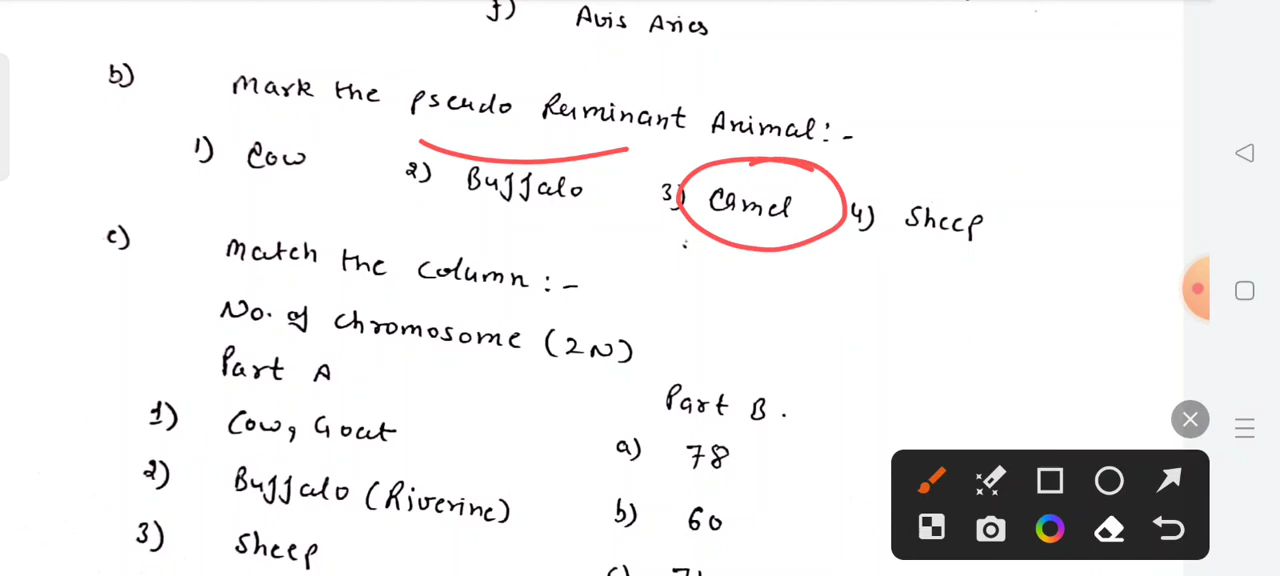 f) Avis Aries
b) Mark the pseudo Ruminant Animal:-
1) Cow 2) Buffalo 3) Camel 4) Sheep
c) Match the column :-
No. of chromosome (2N)
Part A Part B.
1) Cow, Goat a) 78
2) Buffalo (Riverine) b) 60
3) Sheep